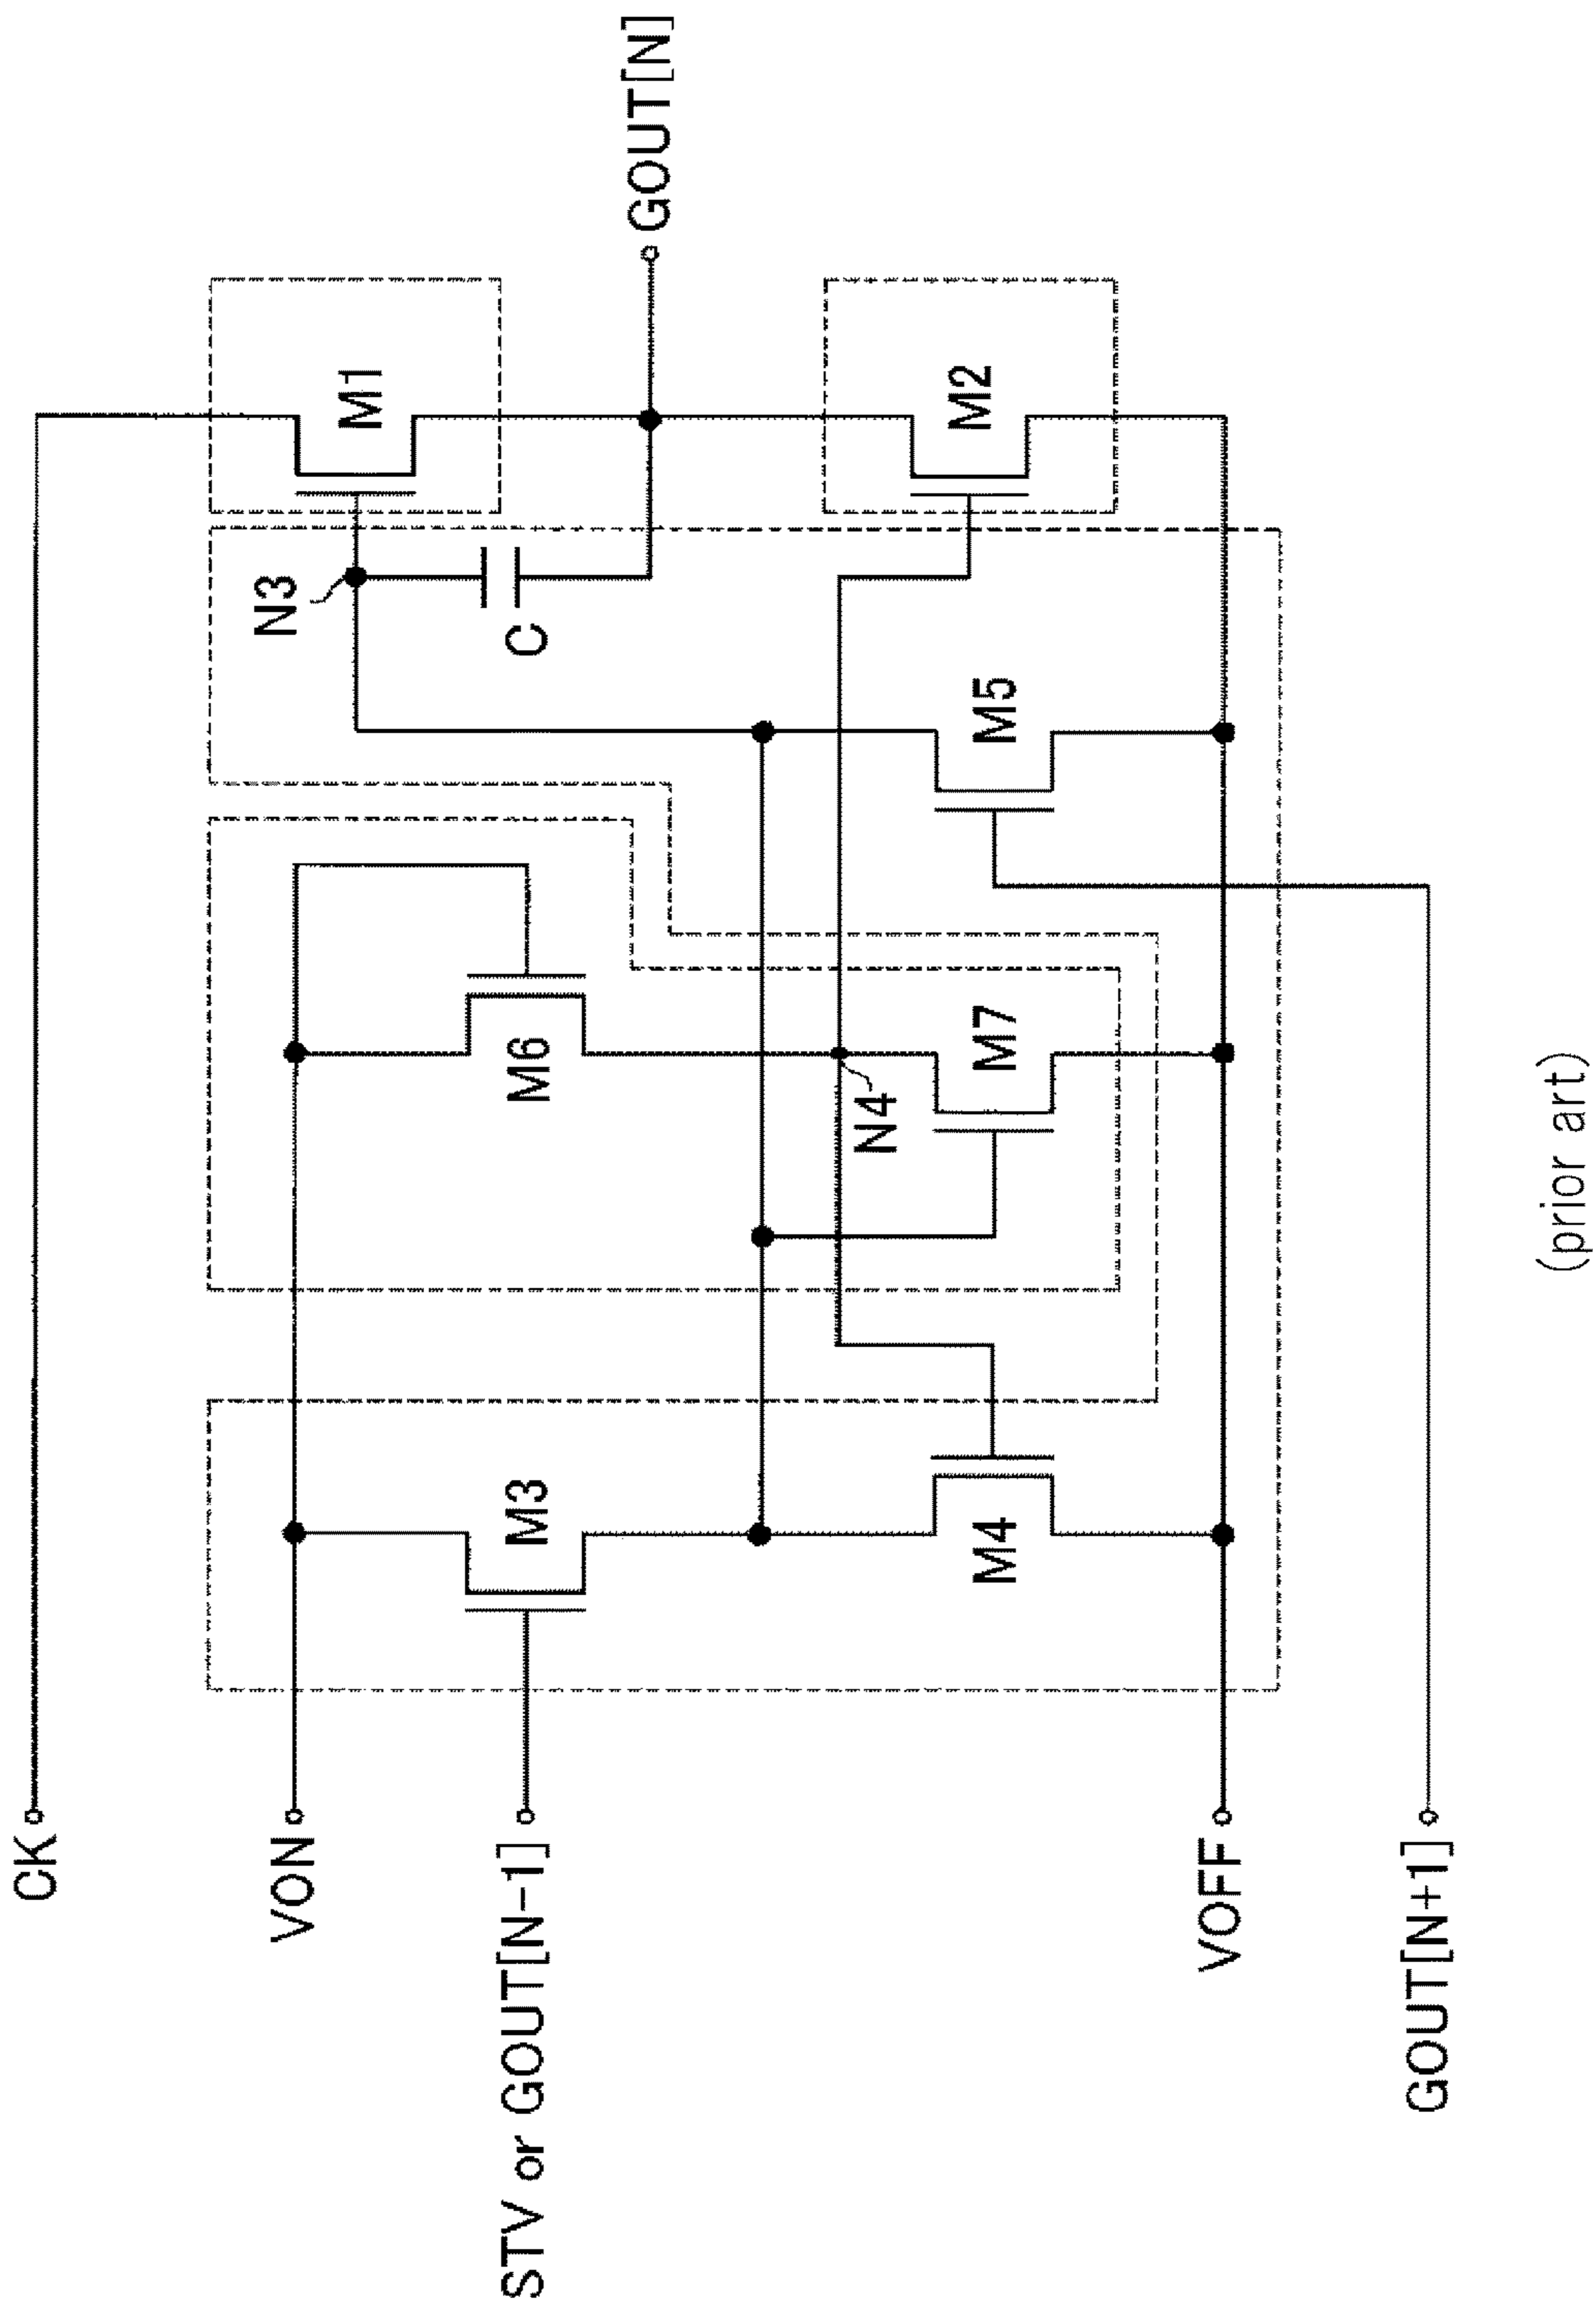 CK
VON
STV or GOUT[N-1]
VOFF
GOUT[N+1]
M3
M4
M6
N4
M7
M5
N3
C
M1
M2
GOUT[N]
(prior art)